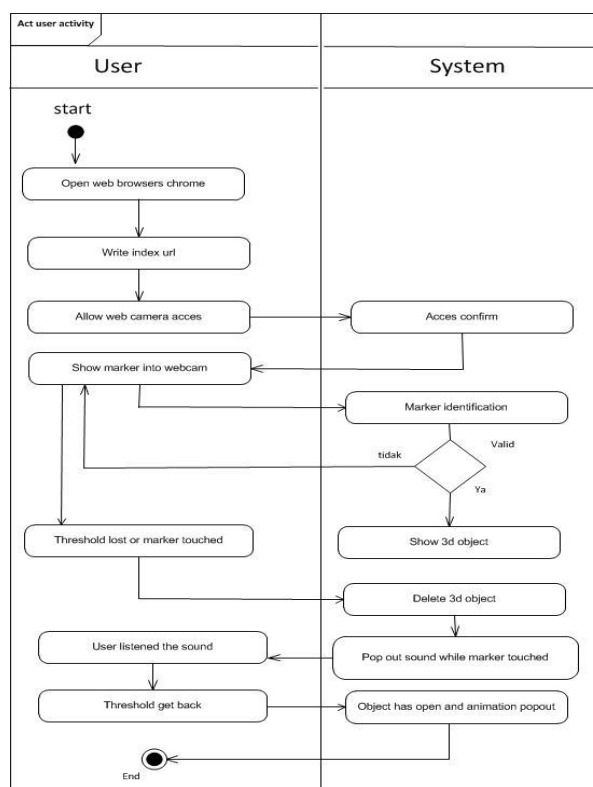 Act user activity
User
System
start
Open web browsers chrome
Write index url
Allow web camera acces
Acces confirm
Show marker into webcam
Marker identification
Valid
tidak
Ya
Threshold lost or marker touched
Show 3d object
Delete 3d object
User listened the sound
Pop out sound while marker touched
Threshold get back
Object has open and animation popout
End